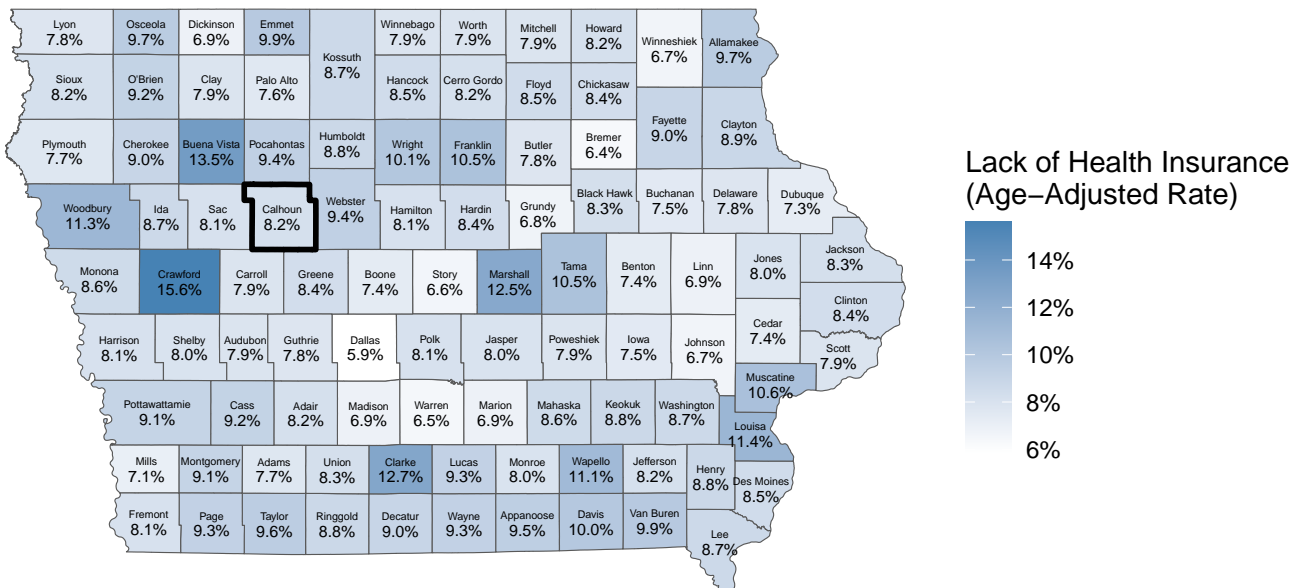 Lyon
7.8%
Osceola
9.7%
Dickinson
6.9%
Emmet
9.9%
Kossuth
8.7%
Winnebago
7.9%
Worth
7.9%
Mitchell
7.9%
Howard
8.2%
Winneshiek
6.7%
Allamakee
9.7%
Sioux
8.2%
O'Brien
9.2%
Clay
7.9%
Palo Alto
7.6%
Hancock
8.5%
Cerro Gordo
8.2%
Floyd
8.5%
Chickasaw
8.4%
Fayette
9.0%
Clayton
8.9%
Plymouth
7.7%
Cherokee
9.0%
Buena Vista
13.5%
Pocahontas
9.4%
Humboldt
8.8%
Wright
10.1%
Franklin
10.5%
Butler
7.8%
Bremer
6.4%
Woodbury
11.3%
Ida
8.7%
Sac
8.1%
Calhoun
8.2%
Webster
9.4%
Hamilton
8.1%
Hardin
8.4%
Grundy
6.8%
Black Hawk
8.3%
Buchanan
7.5%
Delaware
7.8%
Dubuque
7.3%
Monona
8.6%
Crawford
15.6%
Carroll
7.9%
Greene
8.4%
Boone
7.4%
Story
6.6%
Marshall
12.5%
Tama
10.5%
Benton
7.4%
Linn
6.9%
Jones
8.0%
Jackson
8.3%
Clinton
8.4%
Harrison
8.1%
Shelby
8.0%
Audubon
7.9%
Guthrie
7.8%
Dallas
5.9%
Polk
8.1%
Jasper
8.0%
Poweshiek
7.9%
Iowa
7.5%
Johnson
6.7%
Cedar
7.4%
Scott
7.9%
Muscatine
10.6%
Pottawattamie
9.1%
Cass
9.2%
Adair
8.2%
Madison
6.9%
Warren
6.5%
Marion
6.9%
Mahaska
8.6%
Keokuk
8.8%
Washington
8.7%
Louisa
11.4%
Mills
7.1%
Montgomery
9.1%
Adams
7.7%
Union
8.3%
Clarke
12.7%
Lucas
9.3%
Monroe
8.0%
Wapello
11.1%
Jefferson
8.2%
Henry
8.8%
Des Moines
8.5%
Fremont
8.1%
Page
9.3%
Taylor
9.6%
Ringgold
8.8%
Decatur
9.0%
Wayne
9.3%
Appanoose
9.5%
Davis
10.0%
Van Buren
9.9%
Lee
8.7%
Lack of Health Insurance
(Age−Adjusted Rate)
14%
12%
10%
8%
6%